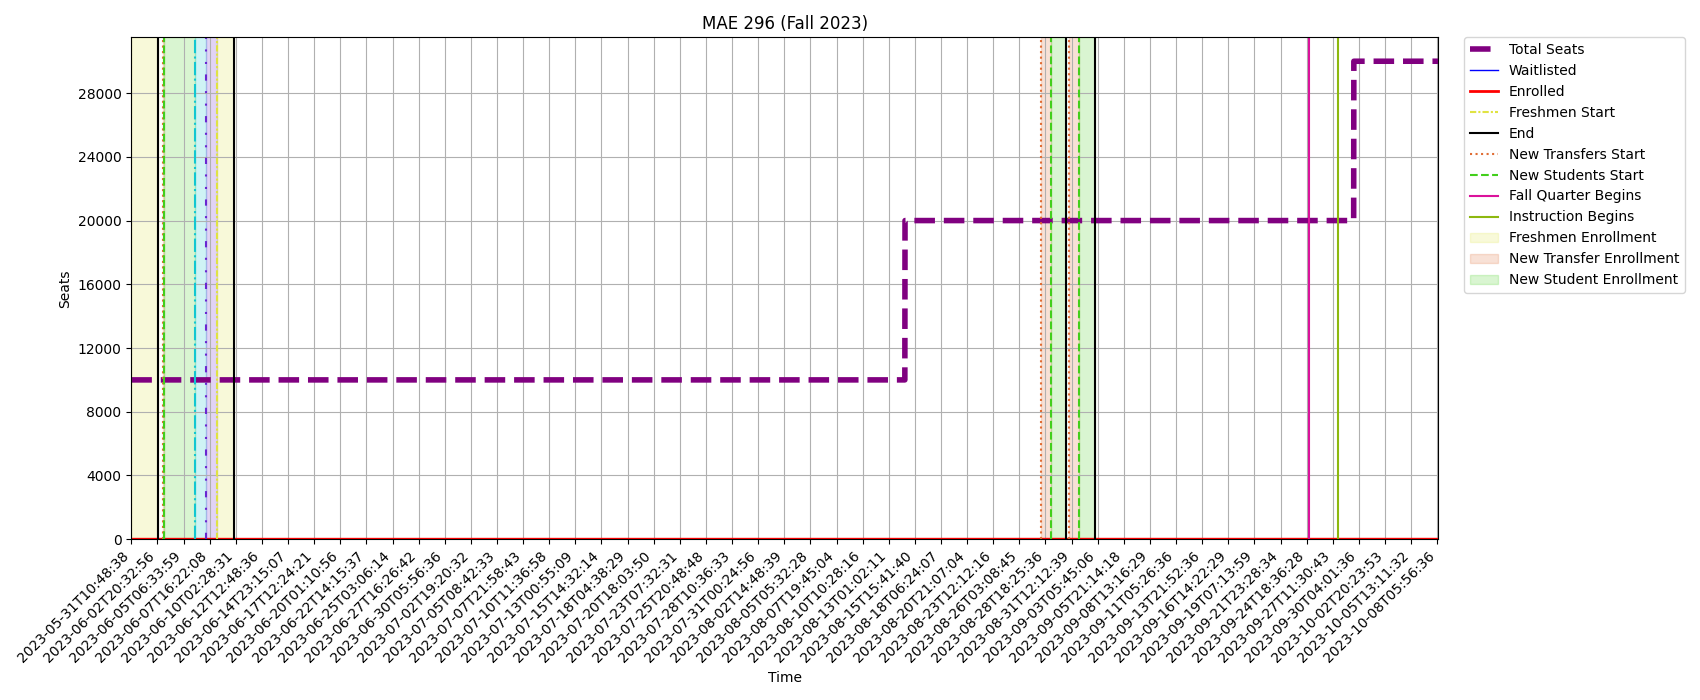 MAE 296 (Fall 2023)
Total Seats
Waitlisted
Enrolled
Freshmen Start
End
New Transfers Start
New Students Start
Fall Quarter Begins
Instruction Begins
Freshmen Enrollment
New Transfer Enrollment
New Student Enrollment
Seats
28000
24000
20000
16000
12000
8000
4000
0
2023-05-31T10:48:38
2023-06-02T20:32:56
2023-06-05T06:33:59
2023-06-07T16:22:08
2023-06-10T02:28:31
2023-06-12T12:48:36
2023-06-14T23:15:07
2023-06-17T12:24:21
2023-06-20T01:10:56
2023-06-22T14:15:37
2023-06-25T03:06:14
2023-06-27T16:26:42
2023-06-30T05:56:36
2023-07-02T19:20:32
2023-07-05T08:42:33
2023-07-07T21:58:43
2023-07-10T11:36:58
2023-07-13T00:55:09
2023-07-15T14:32:14
2023-07-18T04:38:29
2023-07-20T18:03:50
2023-07-23T07:32:31
2023-07-25T20:48:48
2023-07-28T10:36:33
2023-07-31T00:24:56
2023-08-02T14:48:39
2023-08-05T05:32:28
2023-08-07T19:45:04
2023-08-10T10:28:16
2023-08-13T01:02:11
2023-08-15T15:41:40
2023-08-18T06:24:07
2023-08-20T21:07:04
2023-08-23T12:12:16
2023-08-26T03:08:45
2023-08-28T18:25:36
2023-08-31T12:12:39
2023-09-03T05:45:06
2023-09-05T21:14:18
2023-09-08T13:16:29
2023-09-11T05:26:36
2023-09-13T21:52:36
2023-09-16T14:22:29
2023-09-19T07:13:59
2023-09-21T23:28:34
2023-09-24T18:36:28
2023-09-27T11:30:43
2023-09-30T04:01:36
2023-10-02T20:23:53
2023-10-05T13:11:32
2023-10-08T05:56:36
Time